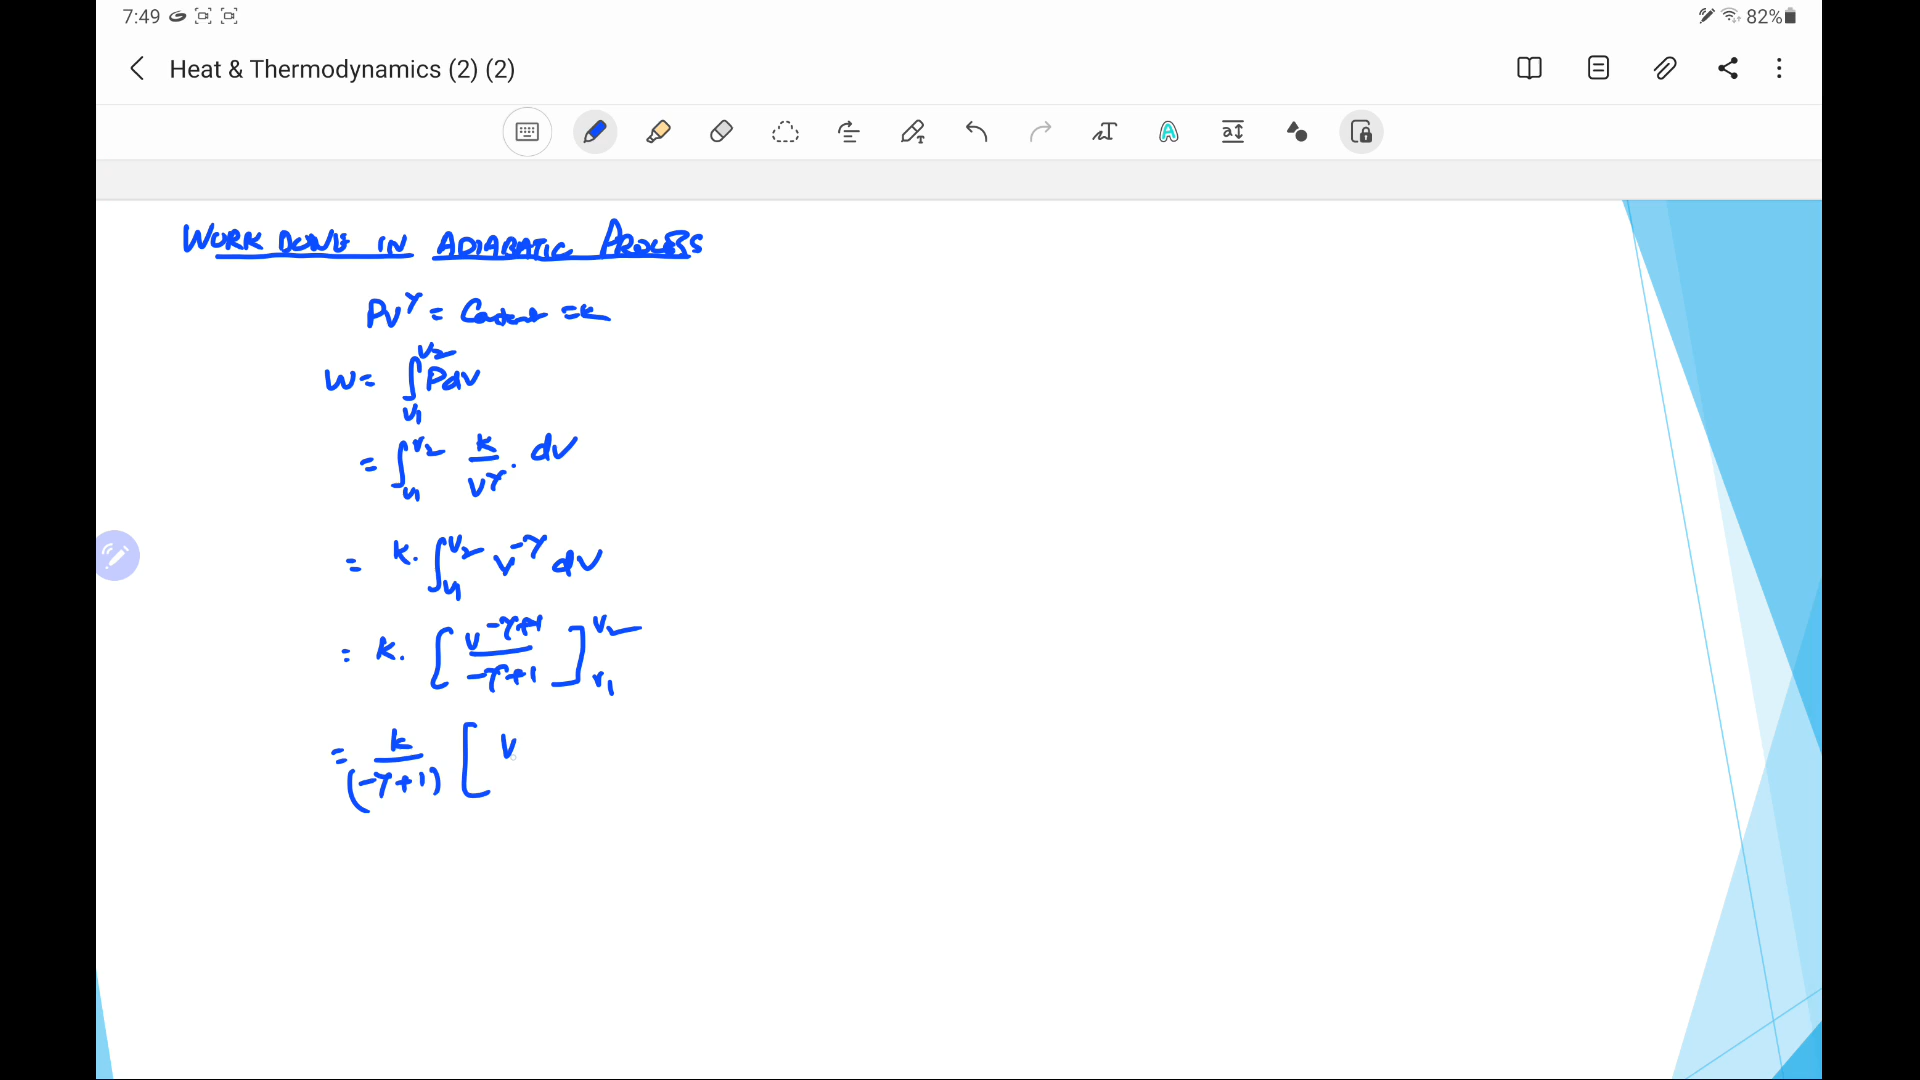 7:49 82%
Heat & Thermodynamics (2) (2)
WORK DONE IN ADIABATIC PROCESS
PV^γ = Constant = k
W = ∫_{V1}^{V2} P dV
= ∫_{V1}^{V2} k/V^γ . dV
= k . ∫_{V1}^{V2} V^{-γ} dV
= k . [ V^{-γ+1} / -γ+1 ]_{V1}^{V2}
= k/(-γ+1) [ V